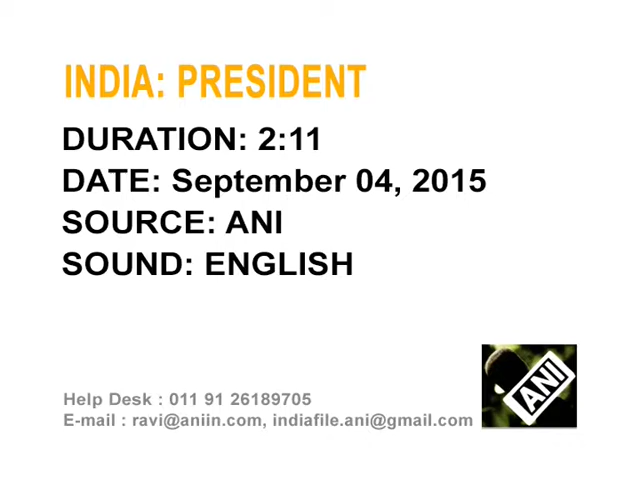 INDIA: PRESIDENT
DURATION: 2:11
DATE: September 04, 2015
SOURCE: ANI
SOUND: ENGLISH
Help Desk : 011 91 26189705
E-mail : ravi@aniin.com, indiafile.ani@gmail.com
ANI